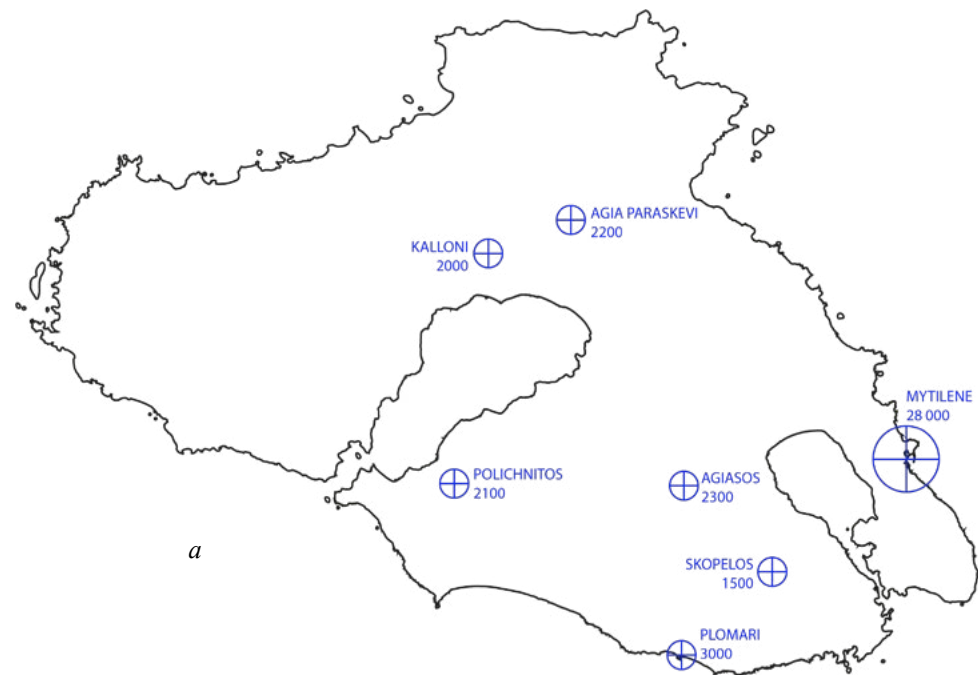 AGIA PARASKEVI
2200
KALLONI
2000
MYTILENE
28 000
POLICHNITOS
2100
AGIASOS
2300
a
SKOPELOS
1500
PLOMARI
3000